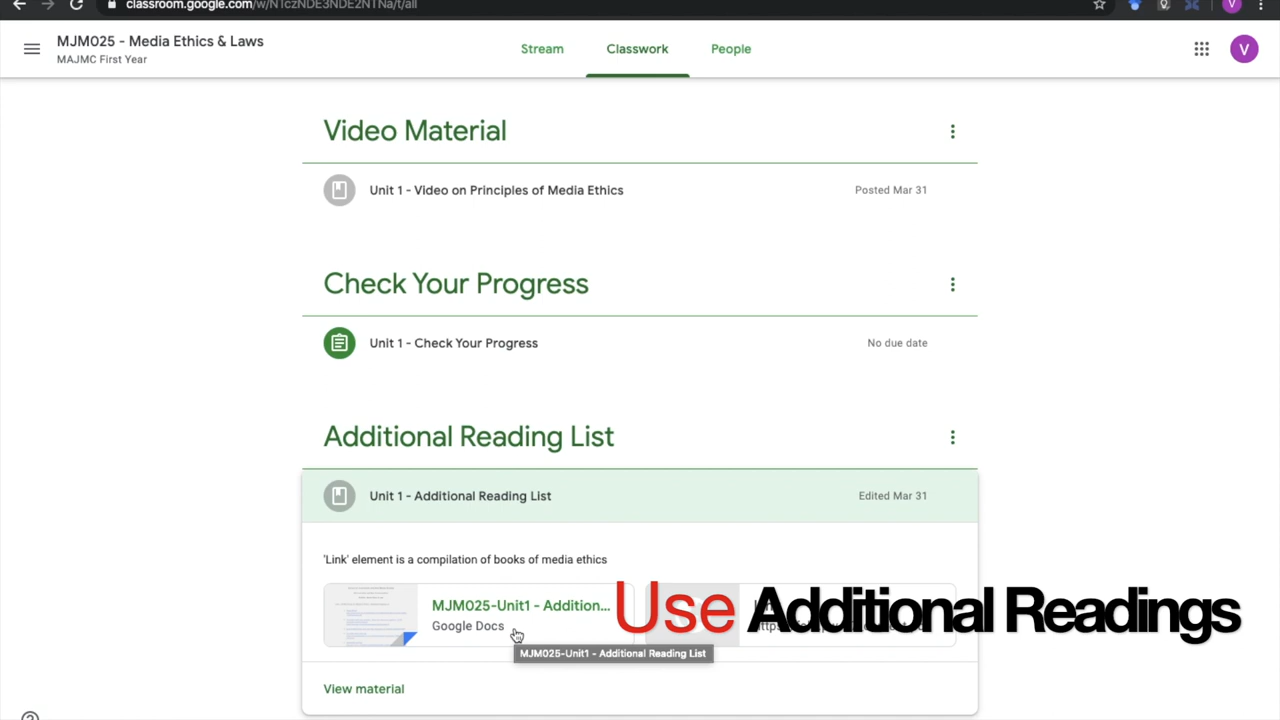 classroom.google.com/w/N1czNDE3NDE2NTNa/t/all
MJM025 - Media Ethics & Laws
MAJMC First Year
Stream
Classwork
People
V
Video Material
Unit 1 - Video on Principles of Media Ethics
Posted Mar 31
Check Your Progress
Unit 1 - Check Your Progress
No due date
Additional Reading List
Unit 1 - Additional Reading List
Edited Mar 31
'Link' element is a compilation of books of media ethics
MJM025-Unit1 - Addition...
Google Docs
Use Additional Readings
MJM025-Unit1 - Additional Reading List
View material